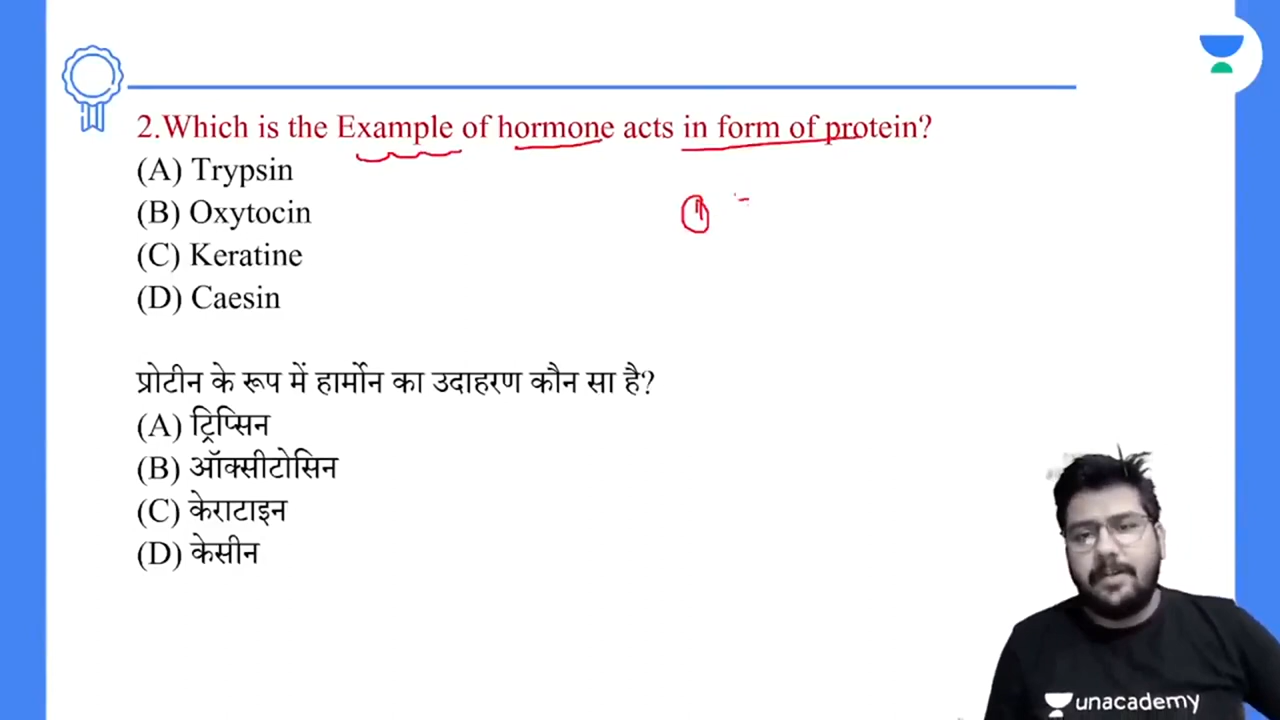 2.Which is the Example of hormone acts in form of protein?
(A) Trypsin
(B) Oxytocin
(C) Keratine
(D) Caesin
प्रोटीन के रूप में हार्मोन का उदाहरण कौन सा है?
(A) ट्रिप्सिन
(B) ऑक्सीटोसिन
(C) केराटाइन
(D) केसीन
unacademy